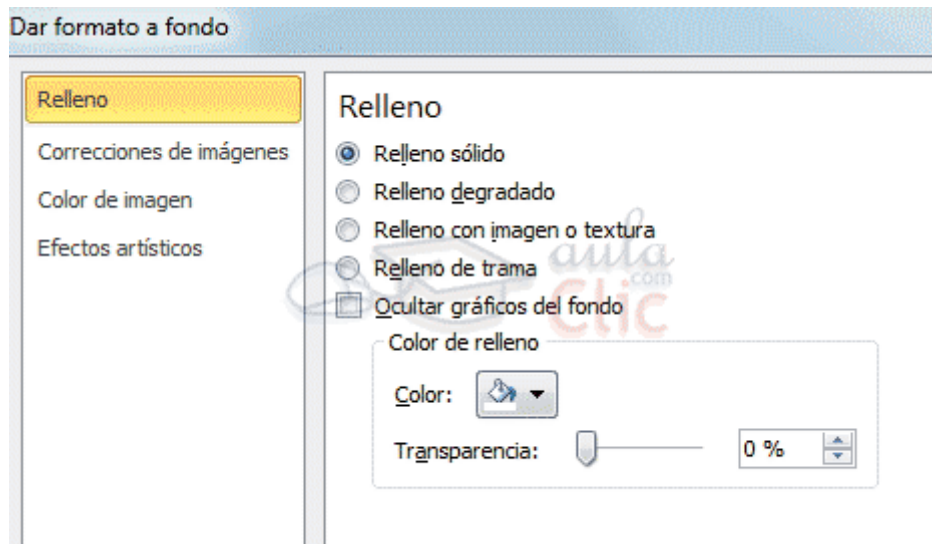 Dar formato a fondo
Relleno
Correcciones de imágenes
Color de imagen
Efectos artísticos
Relleno
Relleno sólido
Relleno degradado
Relleno con imagen o textura
Relleno de trama
Ocultar gráficos del fondo
Color de relleno
Color:
Transparencia: 0 %
aula
.com
Clic